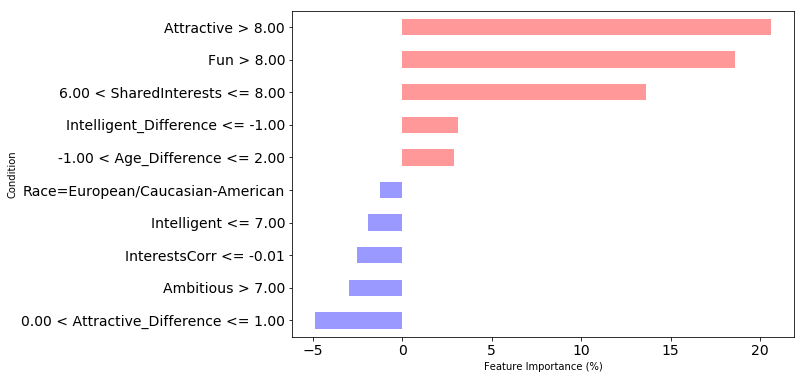 Attractive > 8.00
Fun > 8.00
6.00 < SharedInterests <= 8.00
Intelligent_Difference <= -1.00
-1.00 < Age_Difference <= 2.00
Race=European/Caucasian-American
Intelligent <= 7.00
InterestsCorr <= -0.01
Ambitious > 7.00
0.00 < Attractive_Difference <= 1.00
Condition
−5 0 5 10 15 20
Feature Importance (%)